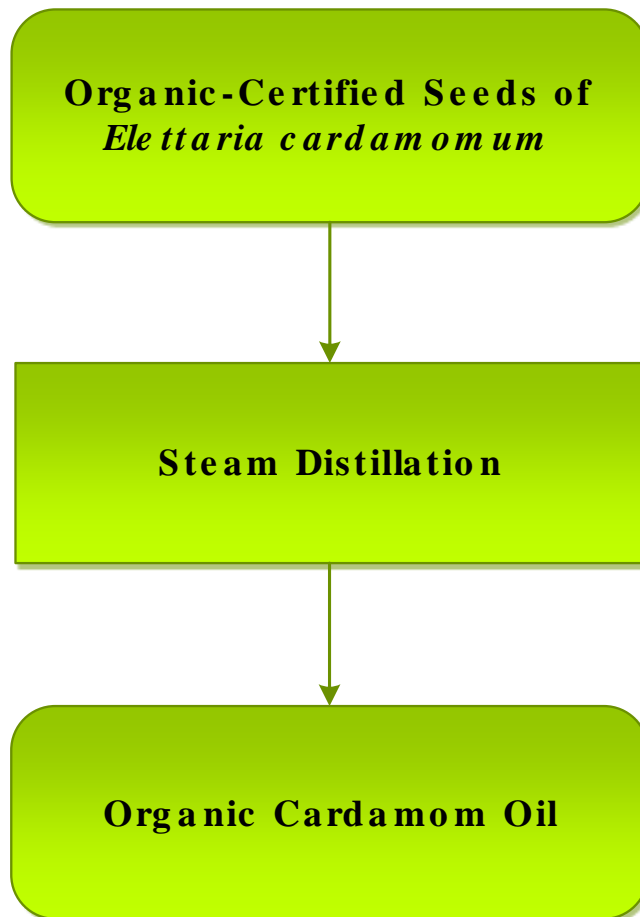 Organic-Certified Seeds of
Elettaria cardamomum
Steam Distillation
Organic Cardamom Oil